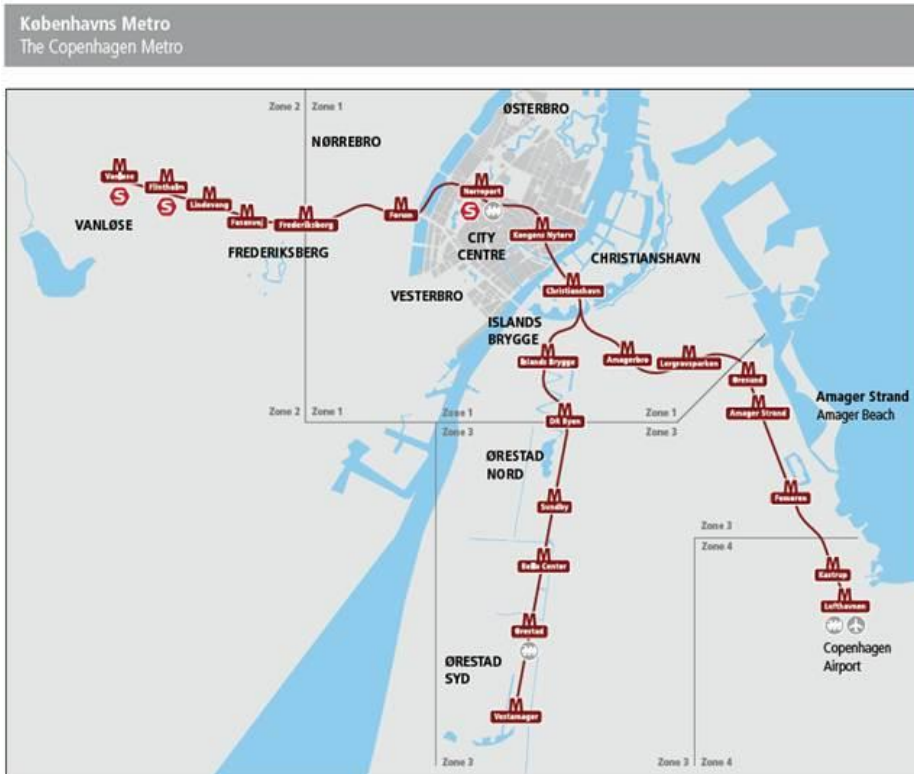 Københavns Metro
The Copenhagen Metro
Zone 2 Zone 1
ØSTERBRO
NØRREBRO
Vanløse
Flintholm
Lindevang
Fasanvej
Frederiksberg
Forum
Nørreport
Kongens Nytorv
S
S
S
VANLØSE
FREDERIKSBERG
CITY
CENTRE
CHRISTIANSHAVN
VESTERBRO
Christianshavn
ISLANDS
BRYGGE
Islands Brygge
Amagerbro
Lergravsparken
Øresund
Amager Strand
Amager Strand
Amager Beach
Zone 2 Zone 1
Zone 1
Zone 3
Zone 1
Zone 3
DR Byen
ØRESTAD
NORD
Sundby
Femøren
Zone 3
Zone 4
Bella Center
Kastrup
Lufthavnen
Ørestad
Copenhagen
Airport
ØRESTAD
SYD
Vestamager
Zone 3
Zone 3 Zone 4